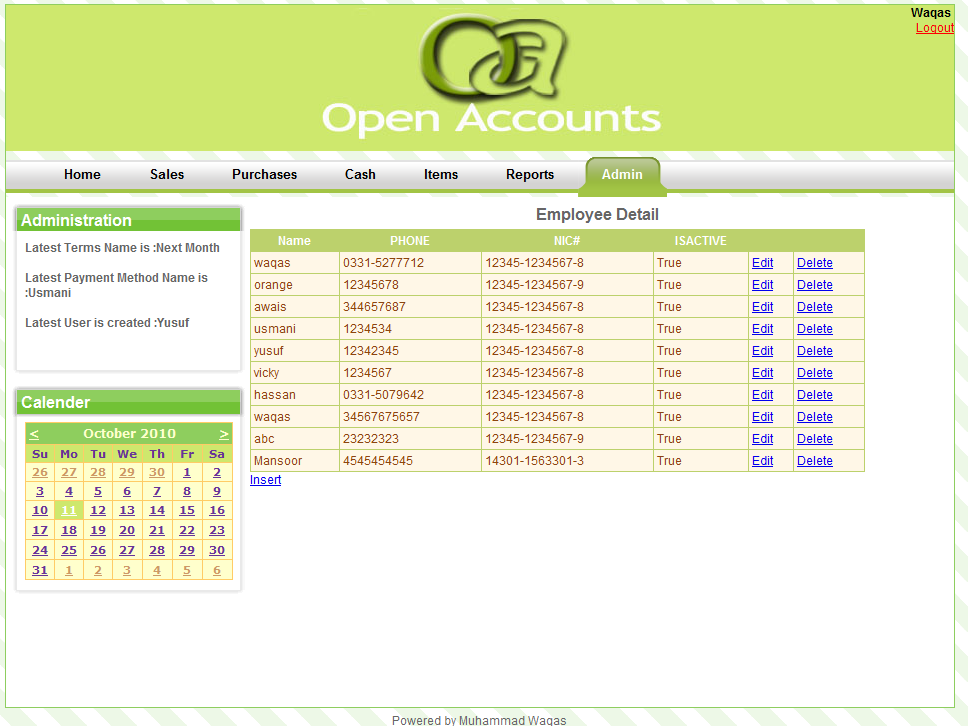 Waqas
Logout
Oa
Open Accounts
Home Sales Purchases Cash Items Reports Admin
Administration
Latest Terms Name is :Next Month
Latest Payment Method Name is
:Usmani
Latest User is created :Yusuf
Calender
< October 2010 >
Su Mo Tu We Th Fr Sa
26 27 28 29 30 1 2
3 4 5 6 7 8 9
10 11 12 13 14 15 16
17 18 19 20 21 22 23
24 25 26 27 28 29 30
31 1 2 3 4 5 6
Employee Detail
Name PHONE NIC# ISACTIVE
waqas 0331-5277712 12345-1234567-8 True Edit Delete
orange 12345678 12345-1234567-9 True Edit Delete
awais 344657687 12345-1234567-8 True Edit Delete
usmani 1234534 12345-1234567-8 True Edit Delete
yusuf 12342345 12345-1234567-8 True Edit Delete
vicky 1234567 12345-1234567-8 True Edit Delete
hassan 0331-5079642 12345-1234567-8 True Edit Delete
waqas 34567675657 12345-1234567-8 True Edit Delete
abc 23232323 12345-1234567-9 True Edit Delete
Mansoor 4545454545 14301-1563301-3 True Edit Delete
Insert
Powered by Muhammad Waqas